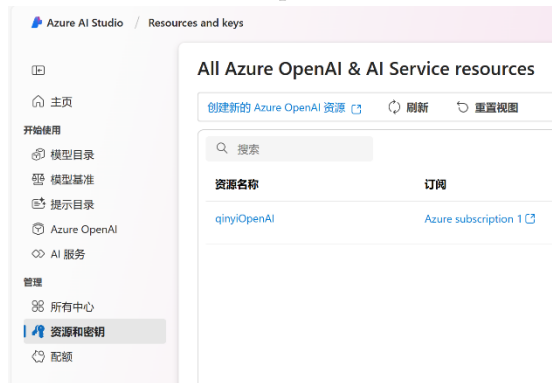 Azure AI Studio / Resources and keys
All Azure OpenAI & AI Service resources
主页
开始使用
模型目录
模型基准
提示目录
Azure OpenAI
AI 服务
管理
所有中心
资源和密钥
配额
创建新的 Azure OpenAI 资源 刷新 重置视图
搜索
资源名称 订阅
qinyiOpenAI Azure subscription 1